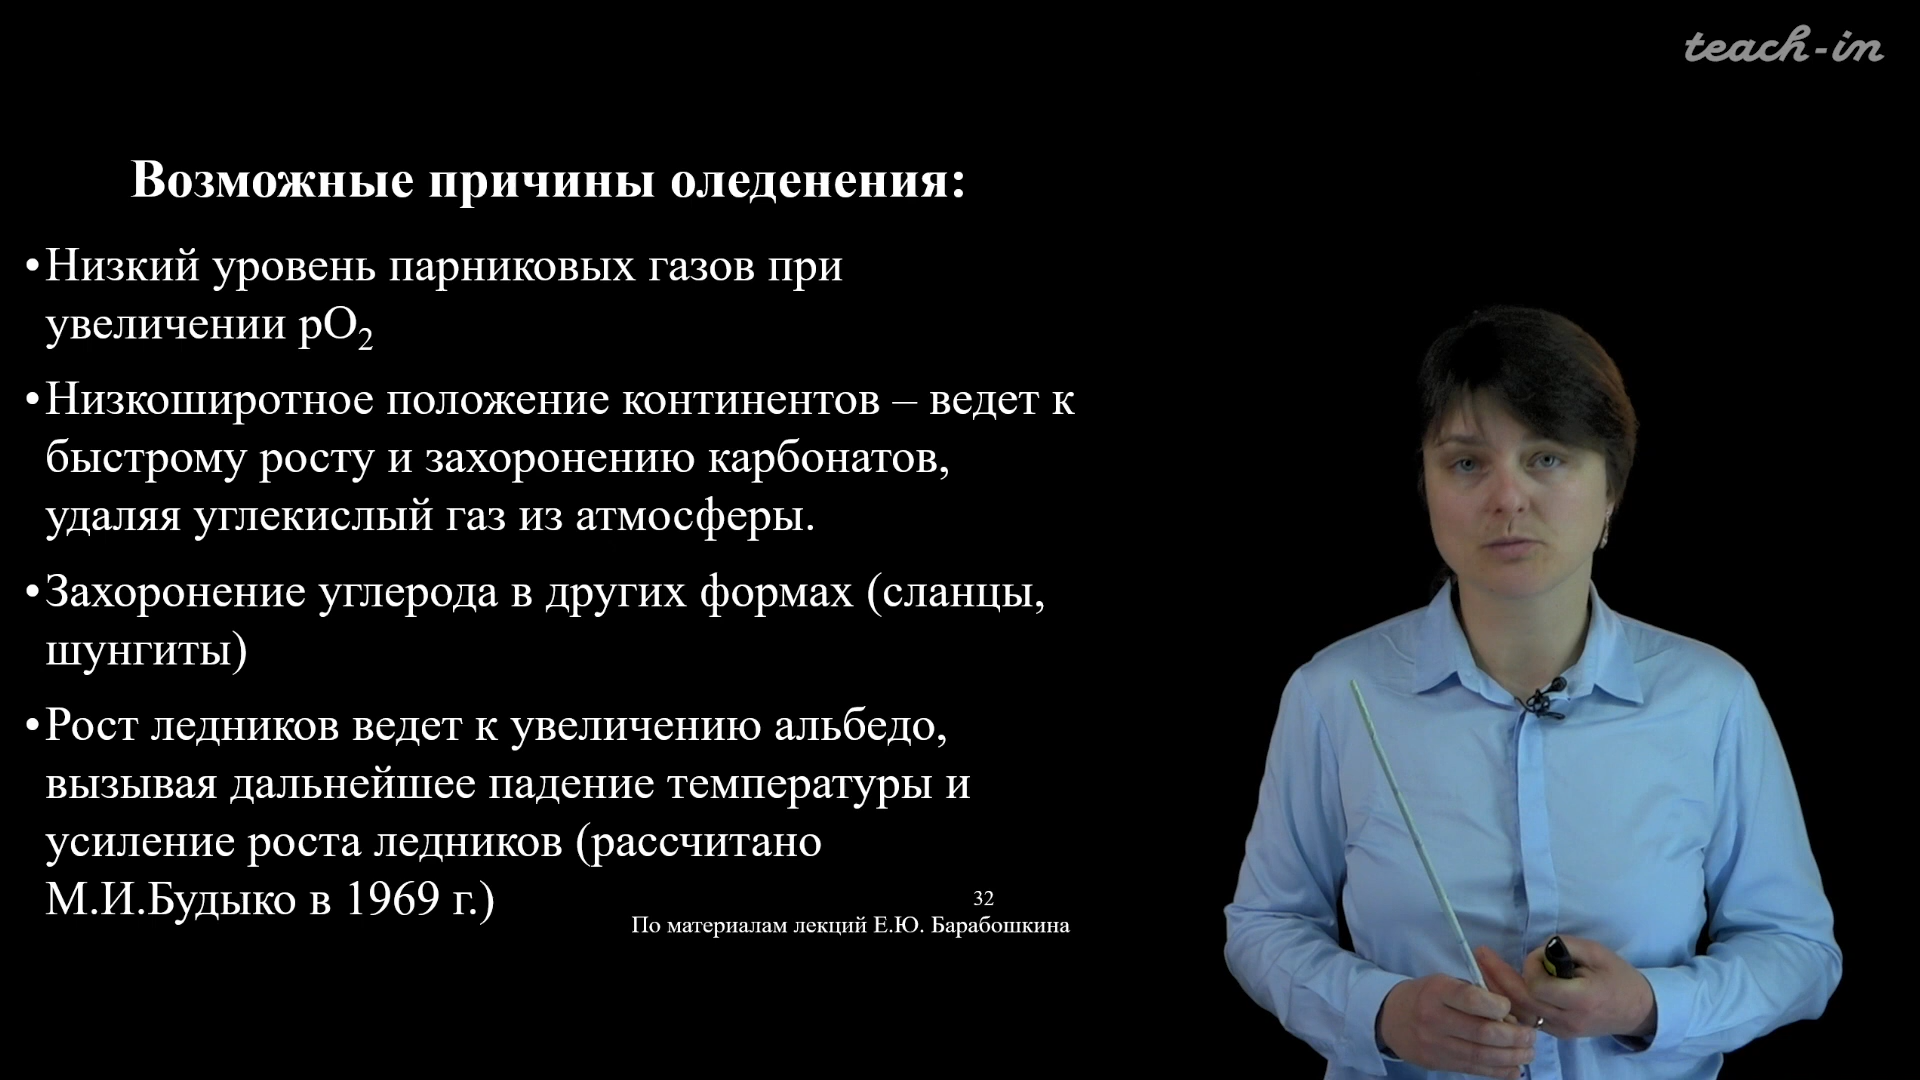 teach-in
Возможные причины оледенения:
•Низкий уровень парниковых газов при
увеличении pO₂
•Низкоширотное положение континентов – ведет к
быстрому росту и захоронению карбонатов,
удаляя углекислый газ из атмосферы.
•Захоронение углерода в других формах (сланцы,
шунгиты)
•Рост ледников ведет к увеличению альбедо,
вызывая дальнейшее падение температуры и
усиление роста ледников (рассчитано
М.И.Будыко в 1969 г.)
32
По материалам лекций Е.Ю. Барабошкина